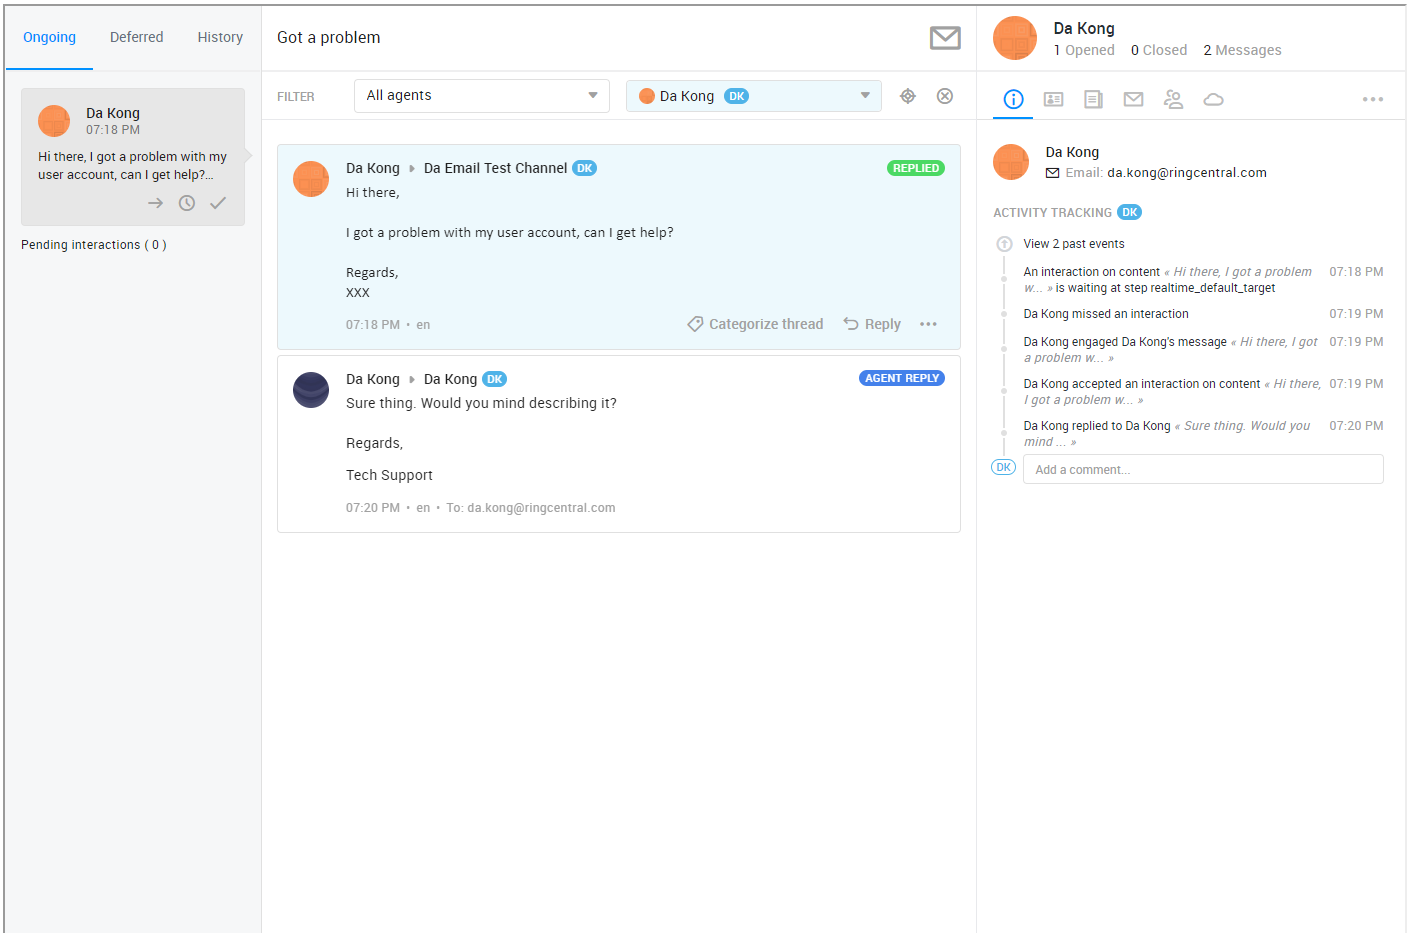 Ongoing
Deferred
History
Da Kong
07:18 PM
Hi there, I got a problem with my
user account, can I get help?...
Pending interactions ( 0 )
Got a problem
FILTER
All agents
Da Kong DK
Da Kong Da Email Test Channel DK
REPLIED
Hi there,
I got a problem with my user account, can I get help?
Regards,
XXX
07:18 PM • en
Categorize thread
Reply
Da Kong Da Kong DK
AGENT REPLY
Sure thing. Would you mind describing it?
Regards,
Tech Support
07:20 PM • en • To: da.kong@ringcentral.com
Da Kong
1 Opened 0 Closed 2 Messages
Da Kong
Email: da.kong@ringcentral.com
ACTIVITY TRACKING DK
View 2 past events
An interaction on content « Hi there, I got a problem 07:18 PM
w... » is waiting at step realtime_default_target
Da Kong missed an interaction 07:19 PM
Da Kong engaged Da Kong's message « Hi there, I got 07:19 PM
a problem w... »
Da Kong accepted an interaction on content « Hi there, 07:19 PM
I got a problem w... »
Da Kong replied to Da Kong « Sure thing. Would you 07:20 PM
mind ... »
DK Add a comment...